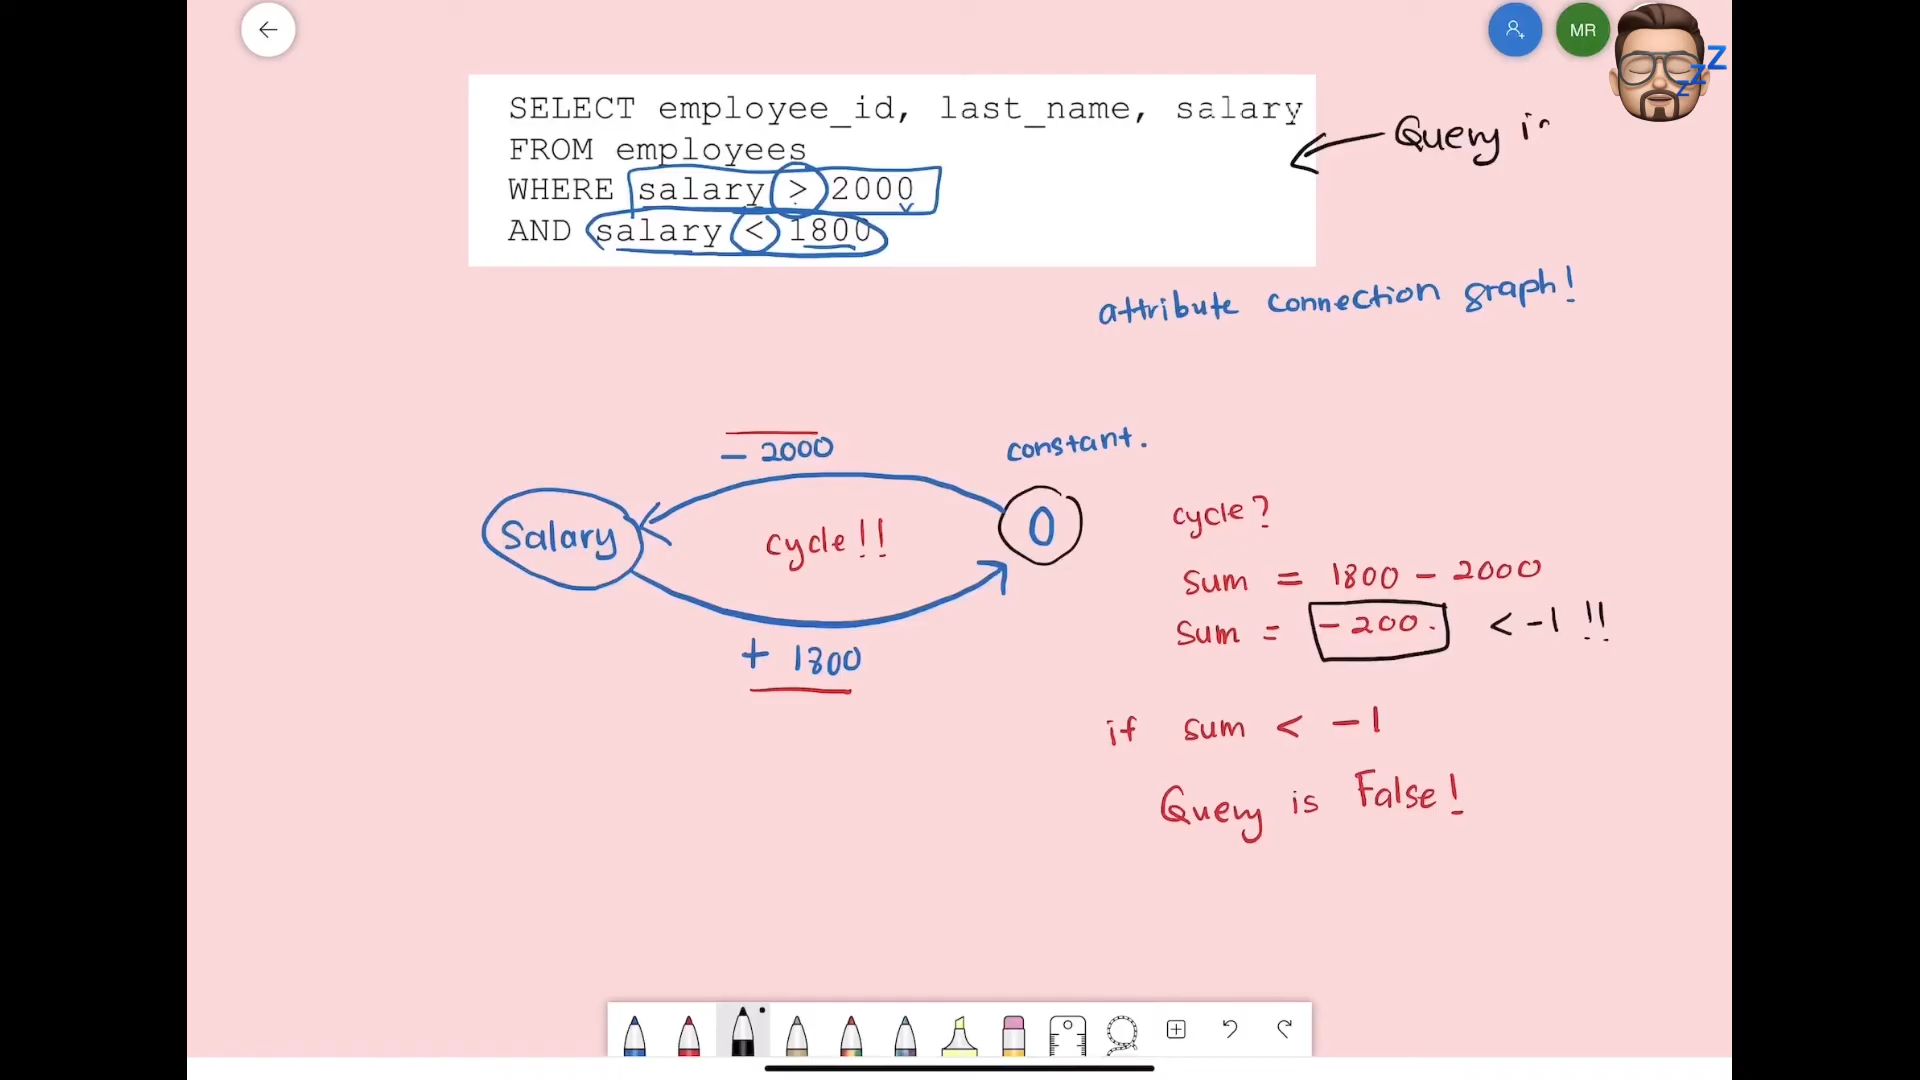 MR
z z Z
SELECT employee_id, last_name, salary
FROM employees
WHERE salary > 2000
AND salary < 1800
Query in
attribute connection graph!
- 2000
constant.
Salary
cycle!!
0
+ 1800
cycle?
Sum = 1800 - 2000
Sum = - 200. < -1 !!
if sum < -1
Query is False!